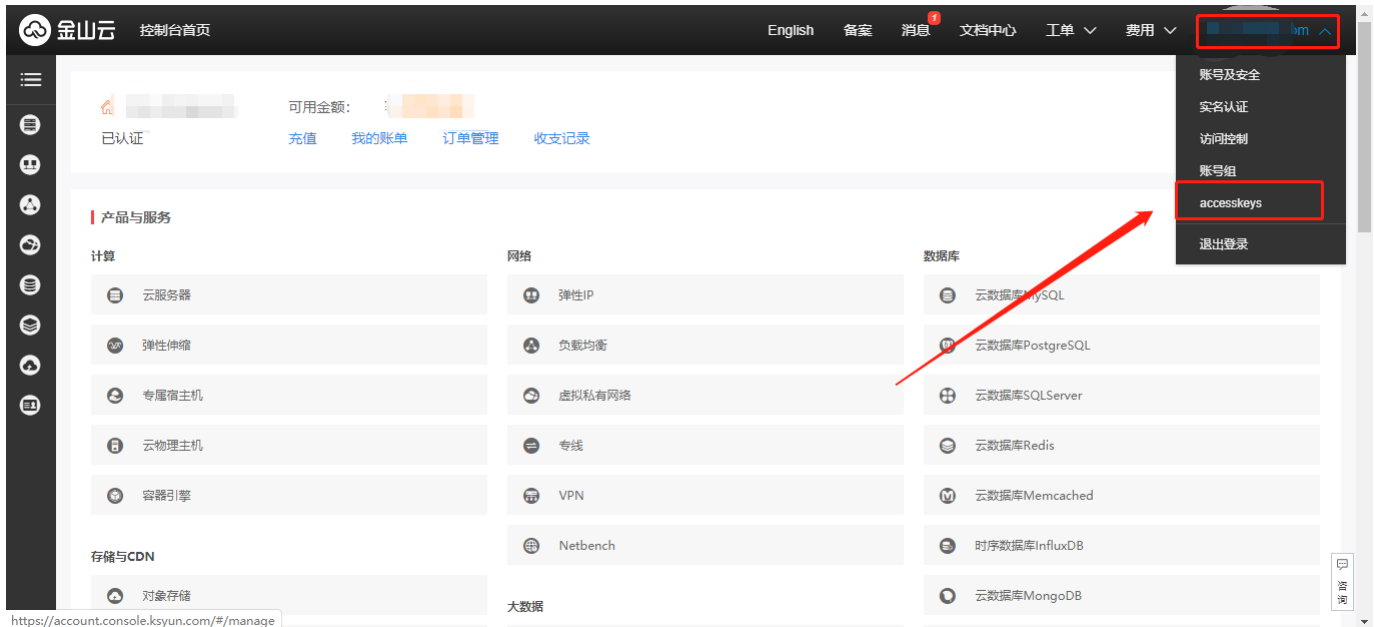 金山云 控制台首页 English 备案 消息 1 文档中心 工单 费用 om
账号及安全
实名认证
访问控制
账号组
accesskeys
退出登录
可用金额：
已认证 充值 我的账单 订单管理 收支记录
产品与服务
计算
云服务器
弹性伸缩
专属宿主机
云物理主机
容器引擎
存储与CDN
对象存储
网络
弹性IP
负载均衡
虚拟私有网络
专线
VPN
Netbench
大数据
数据库
云数据库MySQL
云数据库PostgreSQL
云数据库SQLServer
云数据库Redis
云数据库Memcached
时序数据库InfluxDB
云数据库MongoDB
咨询
https://account.console.ksyun.com/#/manage